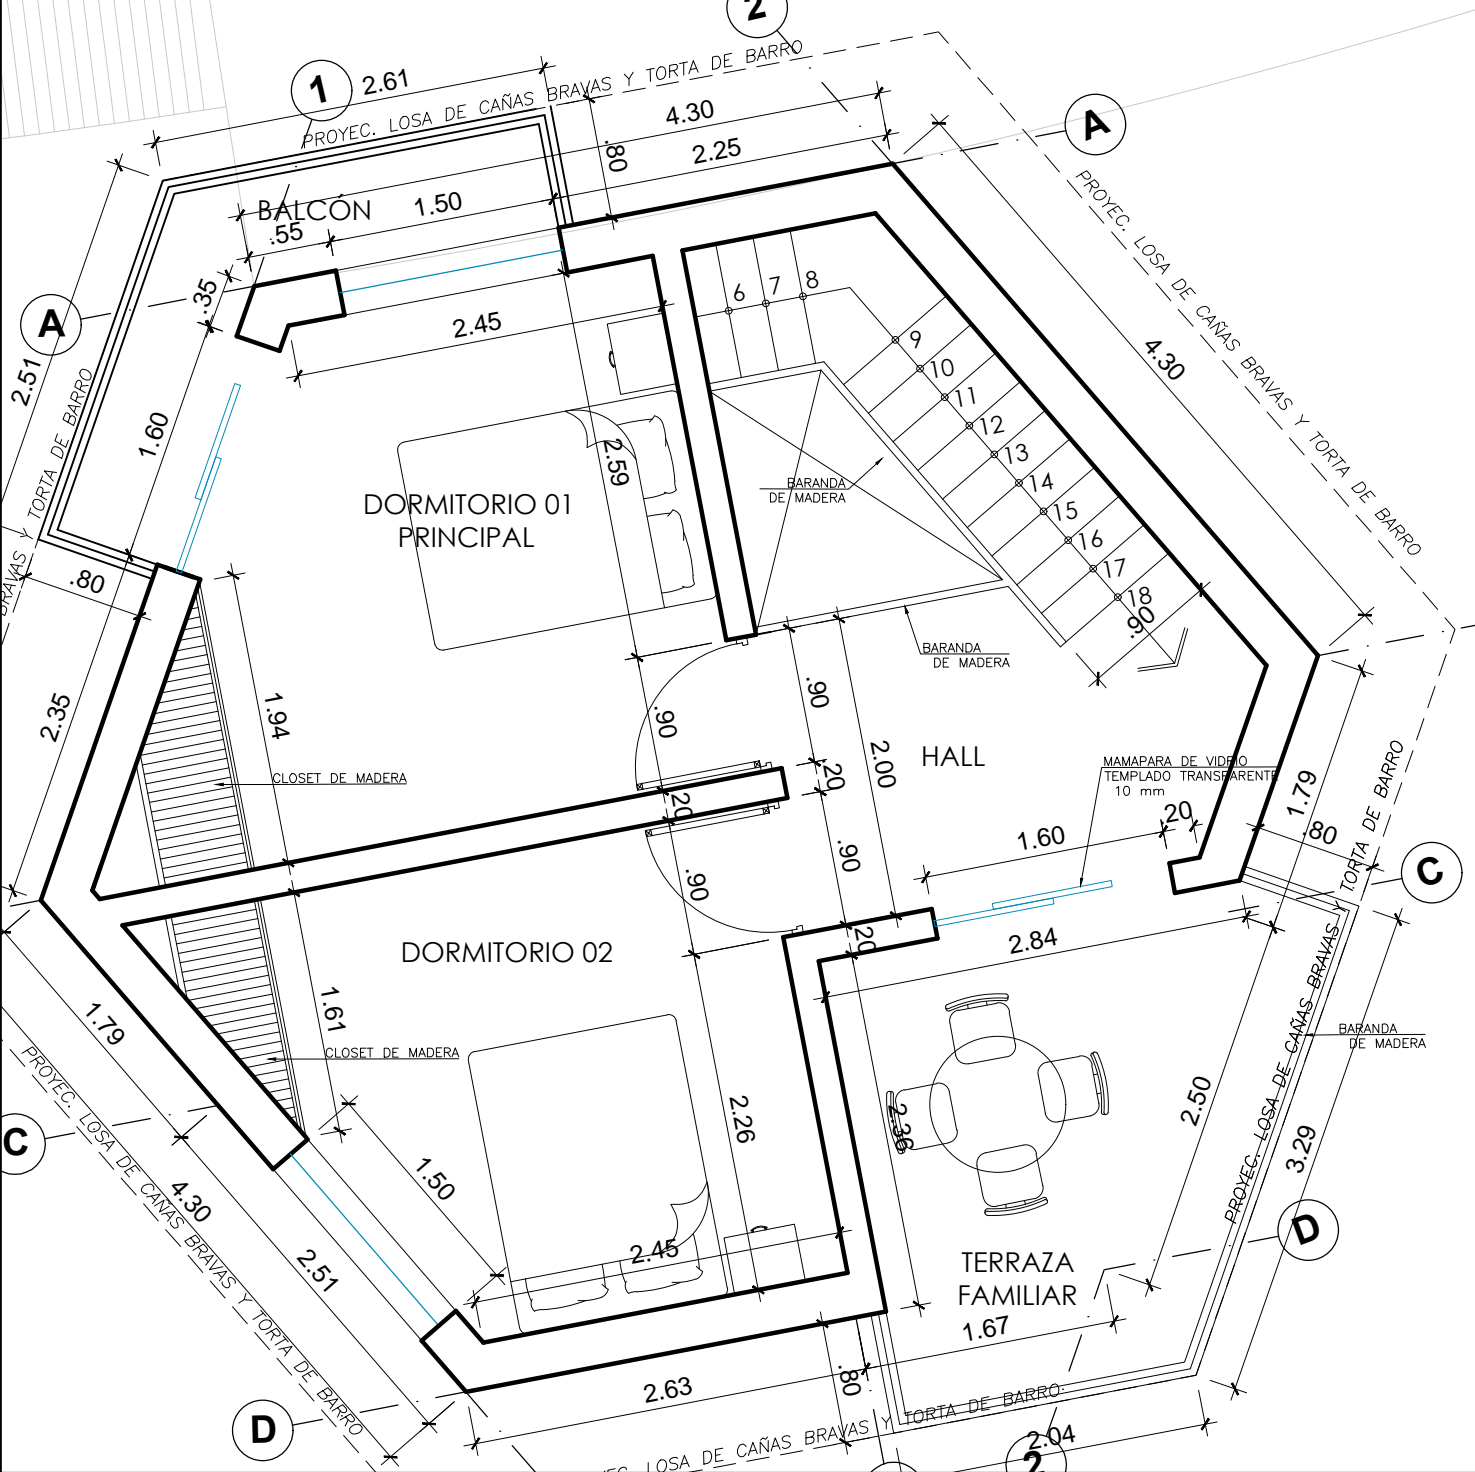 2
1
2.61
PROYEC. LOSA DE CAÑAS BRAVAS Y TORTA DE BARRO
4.30
A
.80
2.25
PROYEC. LOSA DE CAÑAS BRAVAS Y TORTA DE BARRO
BALCÓN
1.50
.55
.35
A
2.51
2.45
6
7
8
9
10
11
12
13
14
15
16
17
18
4.30
1.60
BRAVAS Y TORTA DE BARRO
2.59
DORMITORIO 01
PRINCIPAL
BARANDA
DE MADERA
.80
.90
BARANDA
DE MADERA
2.35
1.94
.90
.90
2.00
HALL
MAMAPARA DE VIDRIO
TEMPLADO TRANSPARENTE
10 mm
CLOSET DE MADERA
.20
.20
1.60
.20
1.79
.80
PROYEC. LOSA DE CAÑAS BRAVAS Y TORTA DE BARRO
C
.90
.90
DORMITORIO 02
.20
2.84
1.79
1.61
CLOSET DE MADERA
BARANDA
DE MADERA
PROYEC. LOSA DE CAÑAS BRAVAS Y TORTA DE BARRO
C
2.26
2.36
2.50
3.29
1.50
4.30
2.51
2.45
D
TERRAZA
FAMILIAR
1.67
2.63
.80
D
LOSA DE CAÑAS BRAVAS Y TORTA DE BARRO
2.04
2